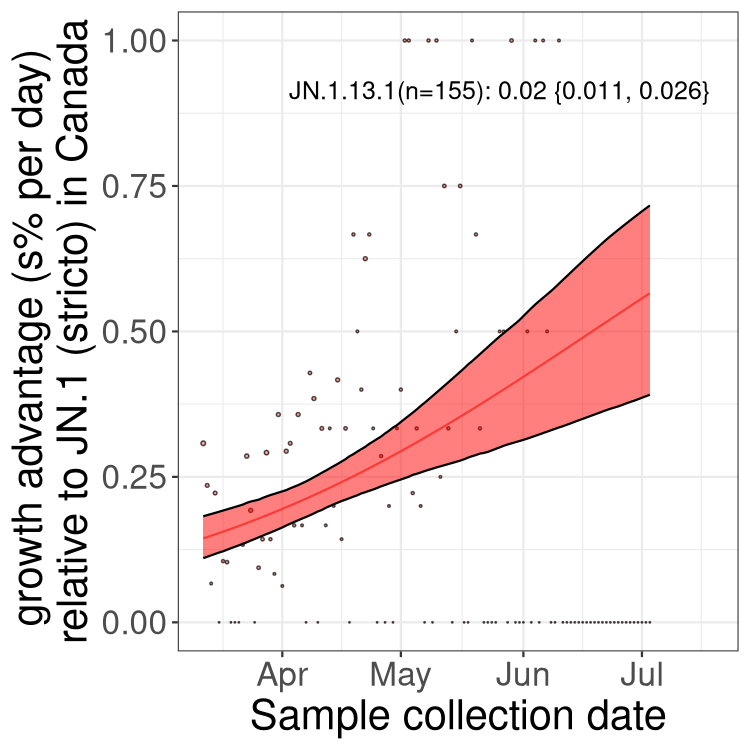 growth advantage (s% per day)
relative to JN.1 (stricto) in Canada
1.00
0.75
0.50
0.25
0.00
JN.1.13.1(n=155): 0.02 {0.011, 0.026}
Apr May Jun Jul
Sample collection date